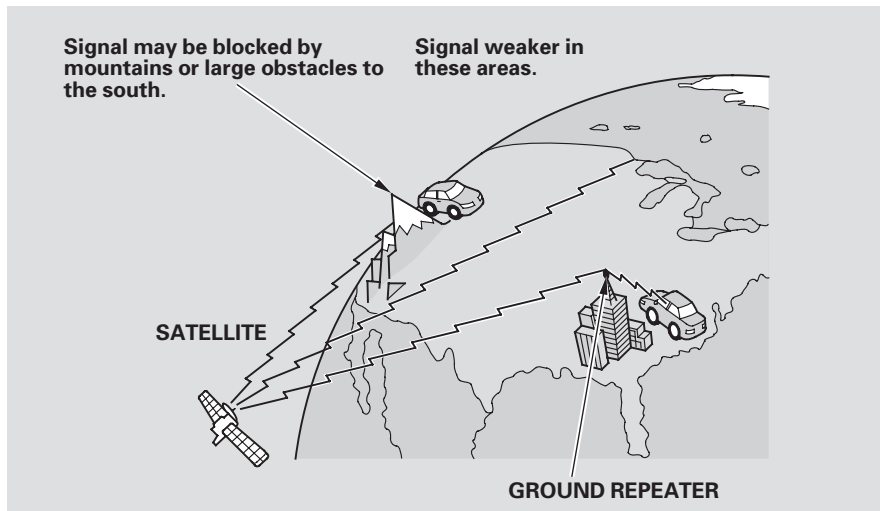 Signal may be blocked by
mountains or large obstacles to
the south.
Signal weaker in
these areas.
SATELLITE
GROUND REPEATER